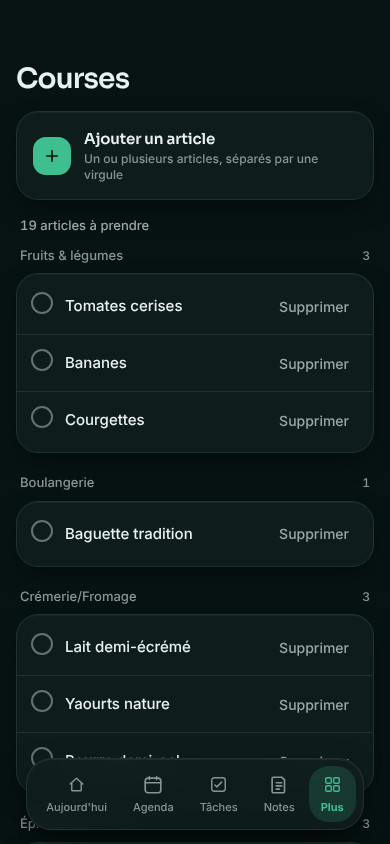 Courses
Ajouter un article
Un ou plusieurs articles, séparés par une
virgule
19 articles à prendre
Fruits & légumes 3
Tomates cerises Supprimer
Bananes Supprimer
Courgettes Supprimer
Boulangerie 1
Baguette tradition Supprimer
Crémerie/Fromage 3
Lait demi-écrémé Supprimer
Yaourts nature Supprimer
3
Aujourd'hui Agenda Tâches Notes Plus